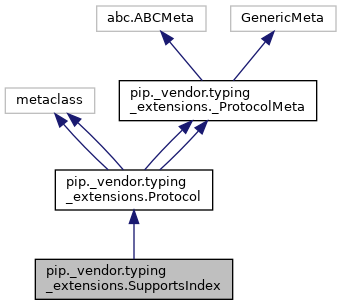 abc.ABCMeta
GenericMeta
metaclass
pip._vendor.typing
_extensions._ProtocolMeta
pip._vendor.typing
_extensions.Protocol
pip._vendor.typing
_extensions.SupportsIndex